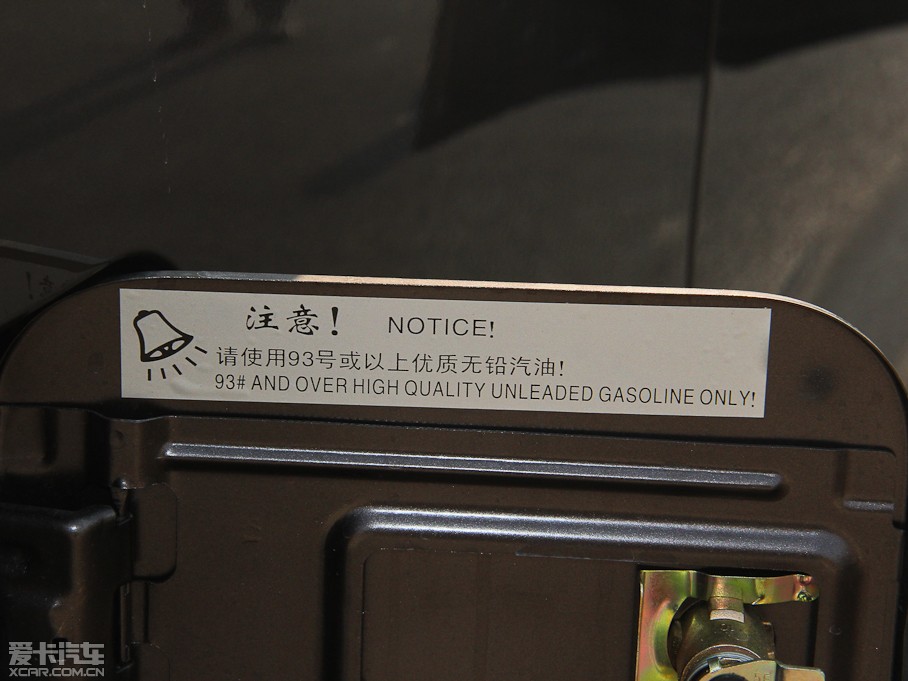 注意! NOTICE!
请使用93号或以上优质无铅汽油!
93# AND OVER HIGH QUALITY UNLEADED GASOLINE ONLY!
爱卡汽车
XCAR.COM.CN